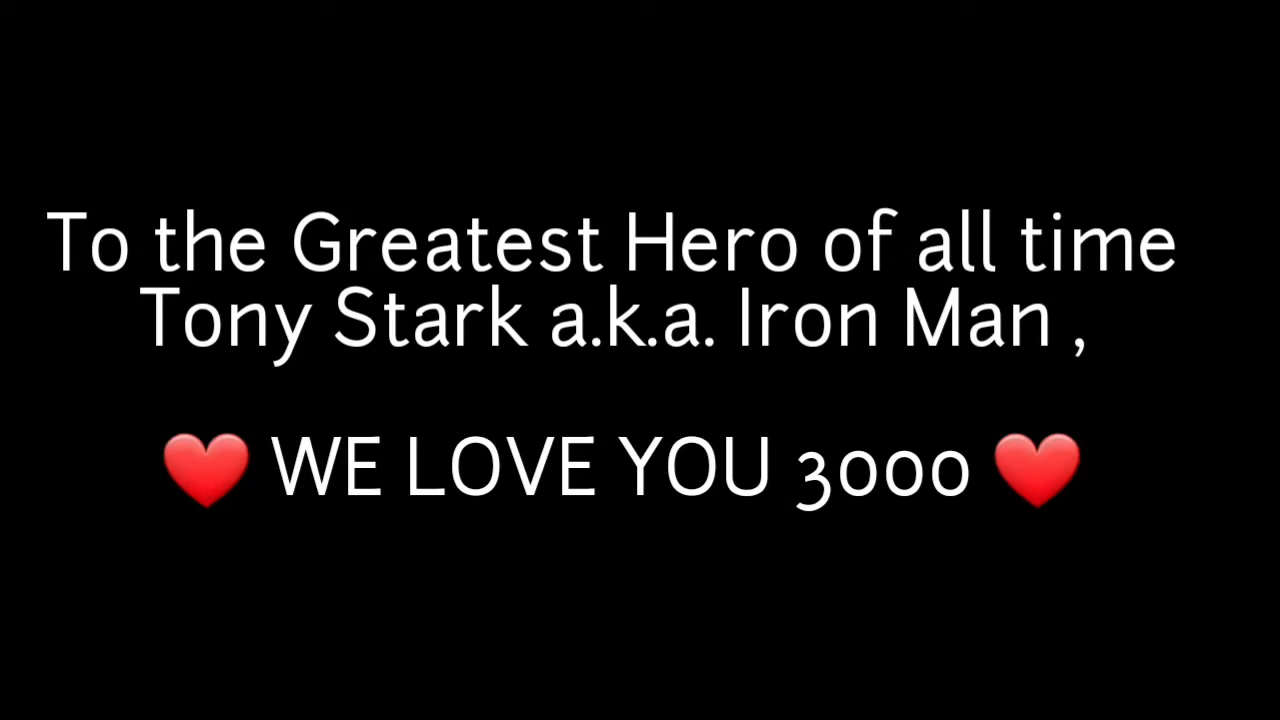 To the Greatest Hero of all time
Tony Stark a.k.a. Iron Man ,
❤️ WE LOVE YOU 3000 ❤️